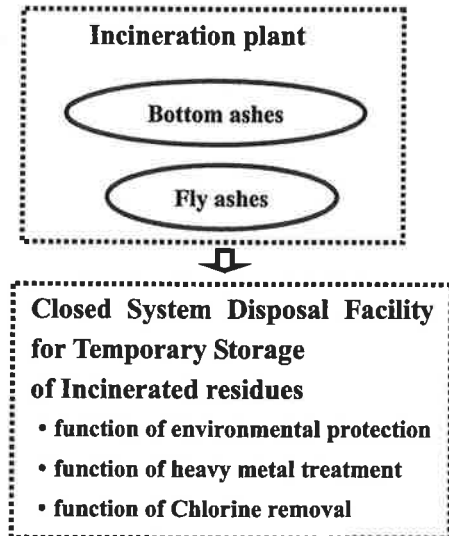 Incineration plant
Bottom ashes
Fly ashes
Closed System Disposal Facility
for Temporary Storage
of Incinerated residues
• function of environmental protection
• function of heavy metal treatment
• function of Chlorine removal